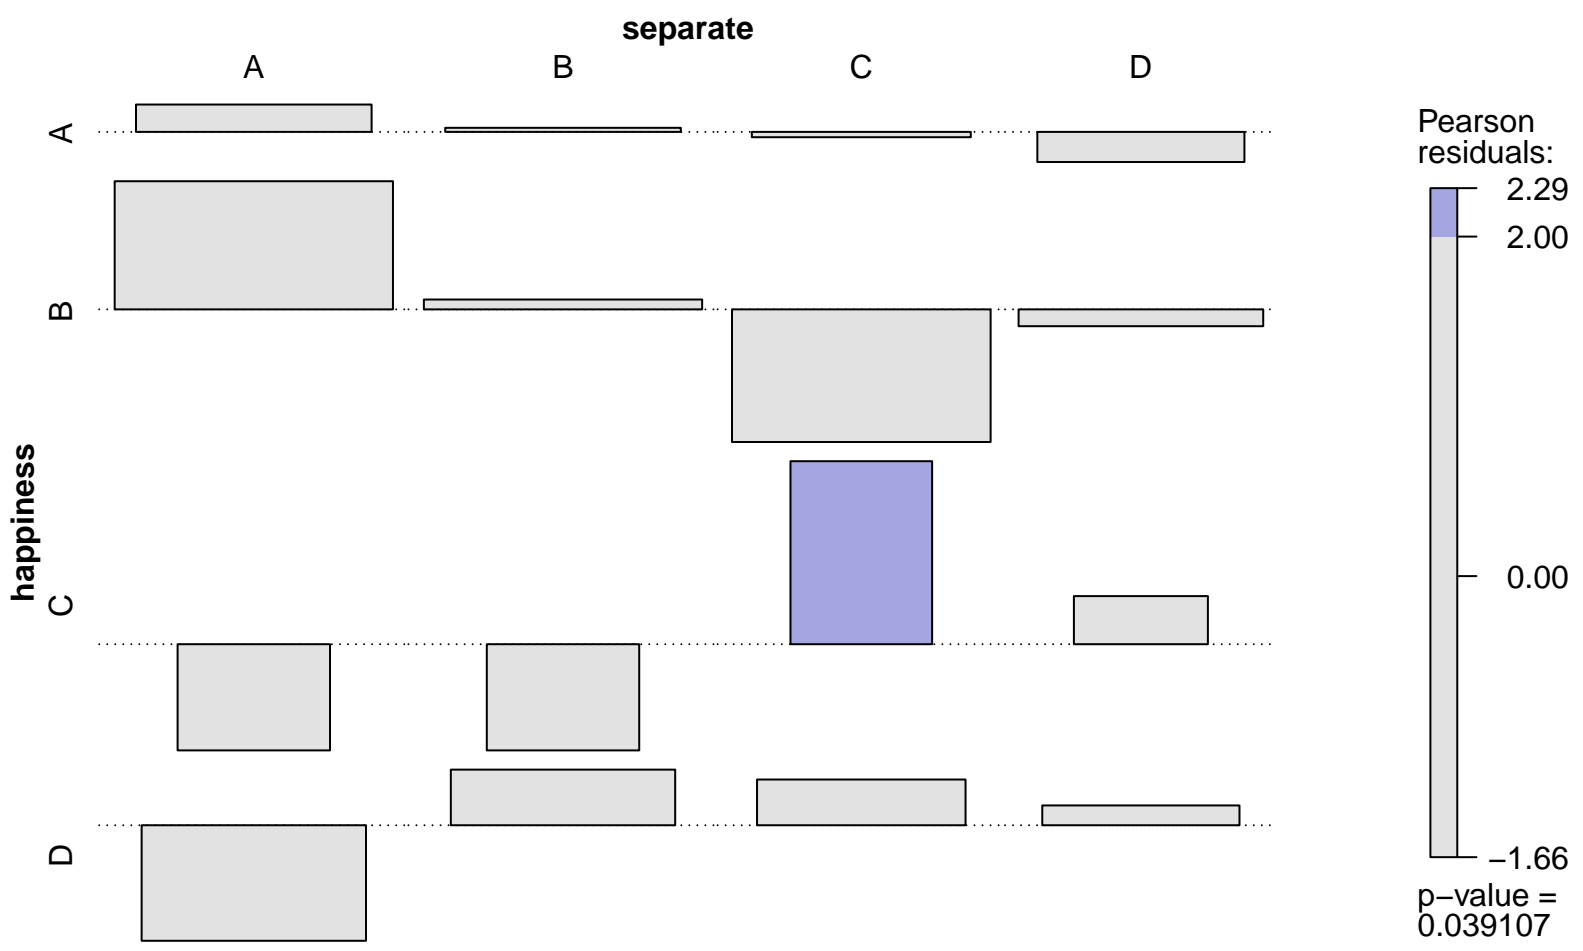 separate
A B C D
happiness
A
B
C
D
Pearson
residuals:
2.29
2.00
0.00
−1.66
p−value =
0.039107